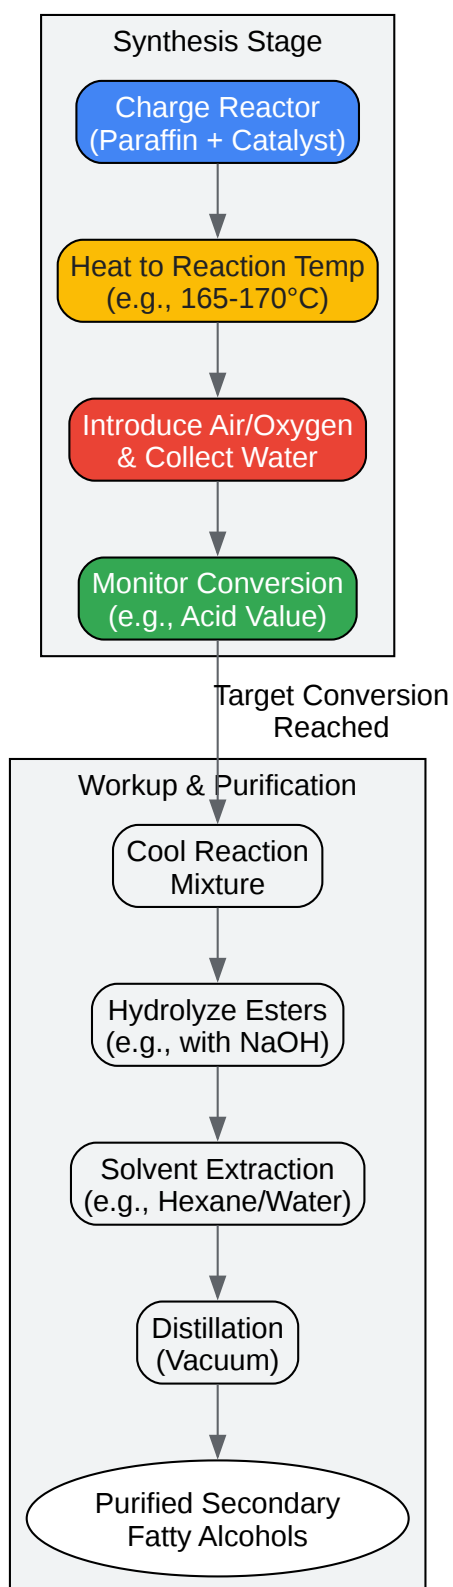 Synthesis Stage
Charge Reactor
(Paraffin + Catalyst)
Heat to Reaction Temp
(e.g., 165-170°C)
Introduce Air/Oxygen
& Collect Water
Monitor Conversion
(e.g., Acid Value)
Target Conversion
Reached
Workup & Purification
Cool Reaction
Mixture
Hydrolyze Esters
(e.g., with NaOH)
Solvent Extraction
(e.g., Hexane/Water)
Distillation
(Vacuum)
Purified Secondary
Fatty Alcohols